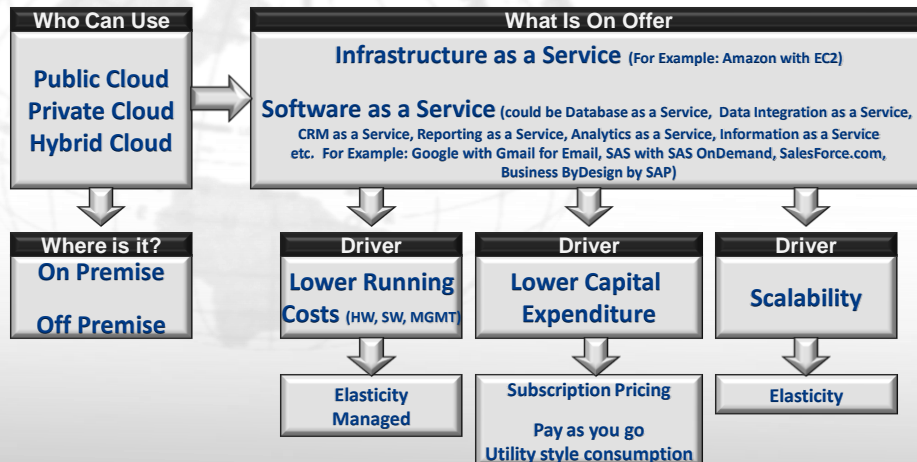 Who Can Use
Public Cloud
Private Cloud
Hybrid Cloud
What Is On Offer
Infrastructure as a Service (For Example: Amazon with EC2)
Software as a Service (could be Database as a Service, Data Integration as a Service,
CRM as a Service, Reporting as a Service, Analytics as a Service, Information as a Service
etc. For Example: Google with Gmail for Email, SAS with SAS OnDemand, SalesForce.com,
Business ByDesign by SAP)
Where is it?
On Premise
Off Premise
Driver
Lower Running
Costs (HW, SW, MGMT)
Elasticity
Managed
Driver
Lower Capital
Expenditure
Subscription Pricing
Pay as you go
Utility style consumption
Driver
Scalability
Elasticity